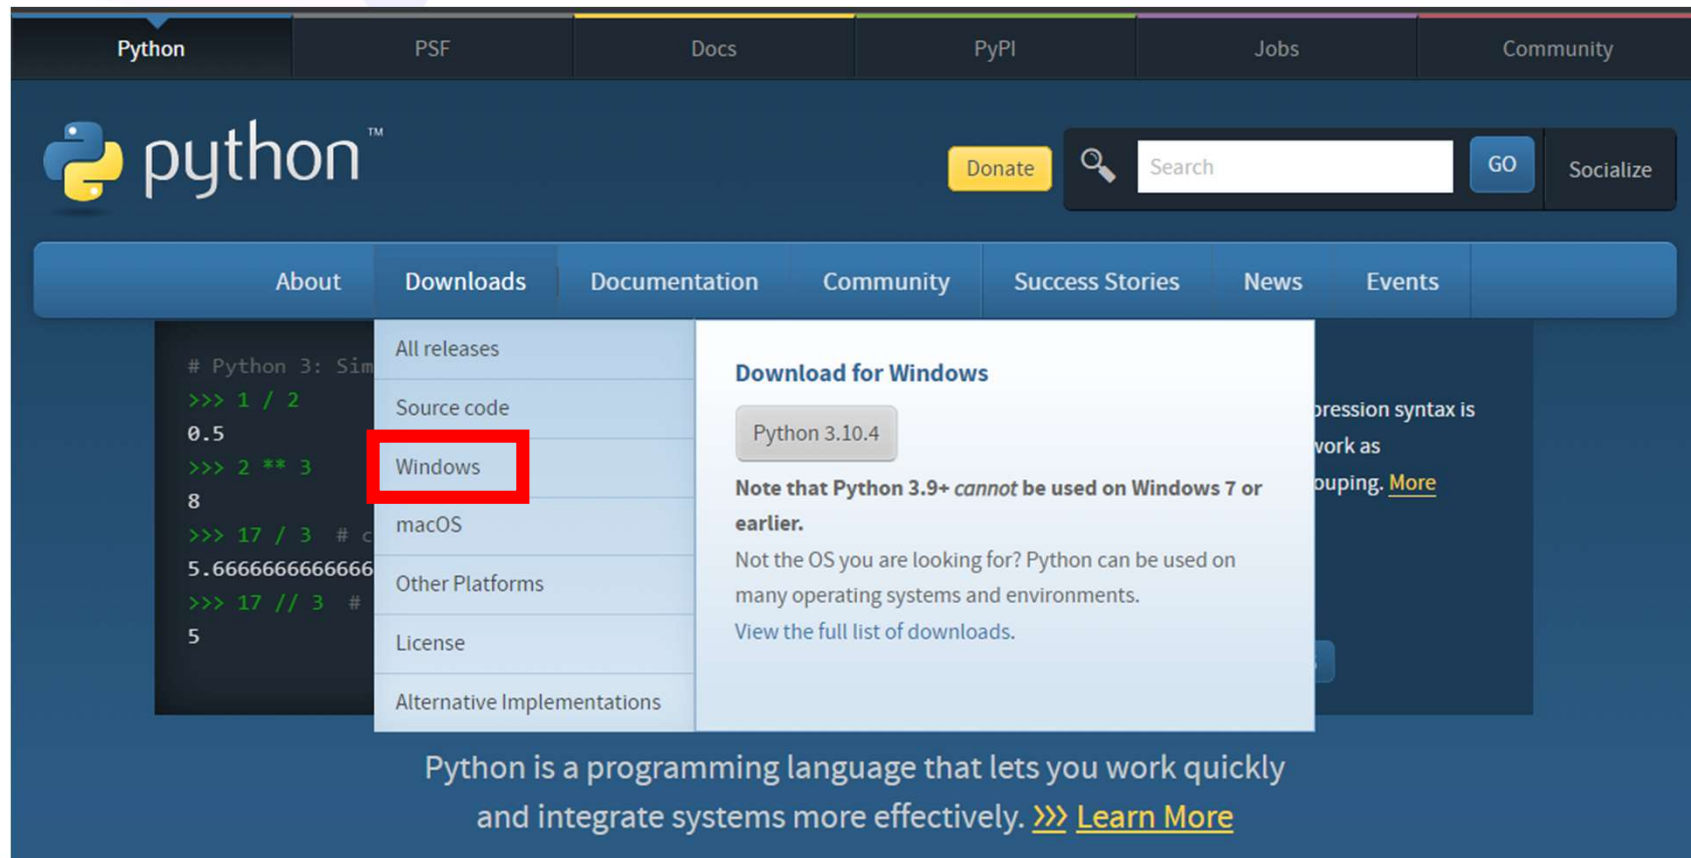 Python PSF Docs PyPI Jobs Community
python™
Donate Search GO Socialize
About Downloads Documentation Community Success Stories News Events
# Python 3: Sim
>>> 1 / 2
0.5
>>> 2 ** 3
8
>>> 17 / 3 # c
5.6666666666666
>>> 17 // 3 #
5
All releases
Source code
Windows
macOS
Other Platforms
License
Alternative Implementations
Download for Windows
Python 3.10.4
Note that Python 3.9+ cannot be used on Windows 7 or
earlier.
Not the OS you are looking for? Python can be used on
many operating systems and environments.
View the full list of downloads.
pression syntax is
work as
ouping. More
Python is a programming language that lets you work quickly
and integrate systems more effectively. >>> Learn More